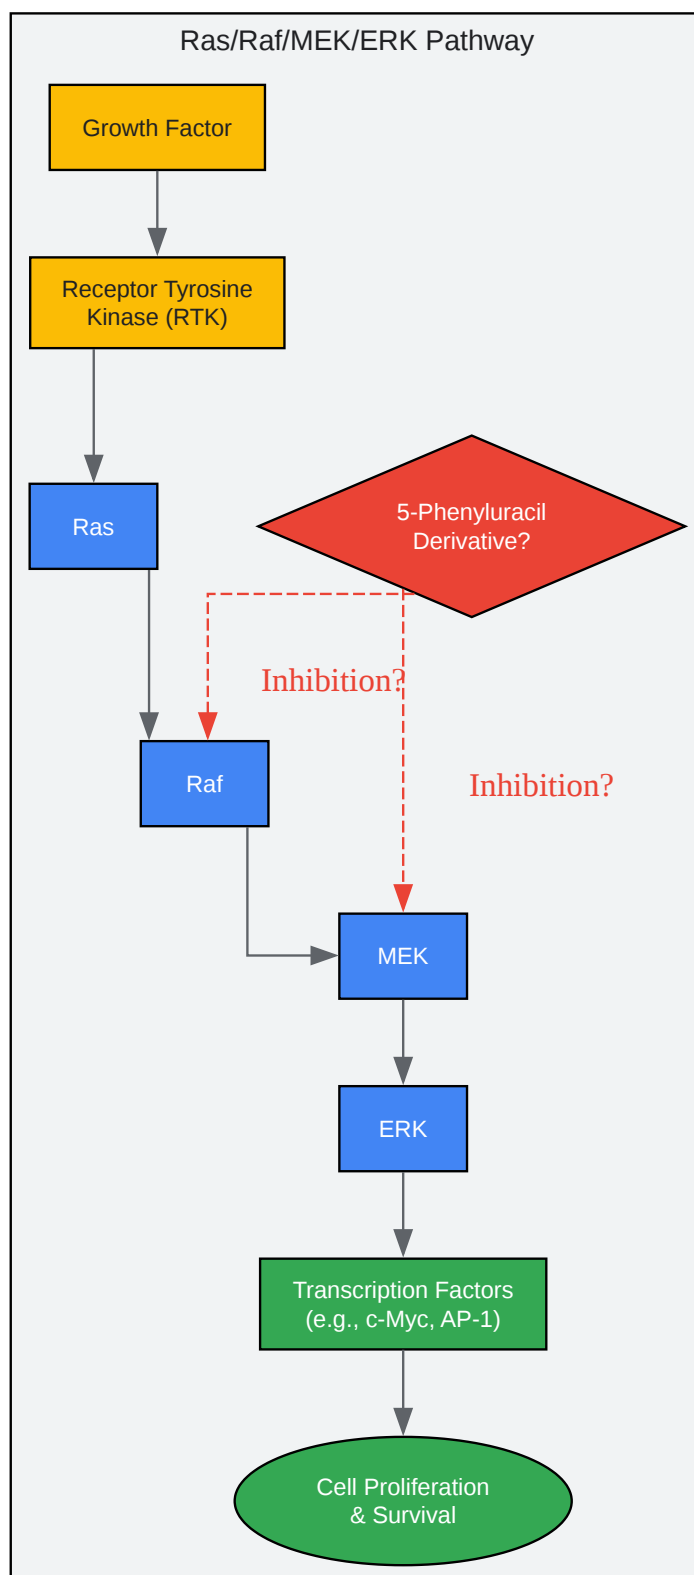 Ras/Raf/MEK/ERK Pathway
Growth Factor
Receptor Tyrosine
Kinase (RTK)
Ras
5-Phenyluracil
Derivative?
Inhibition?
Raf
Inhibition?
MEK
ERK
Transcription Factors
(e.g., c-Myc, AP-1)
Cell Proliferation
& Survival